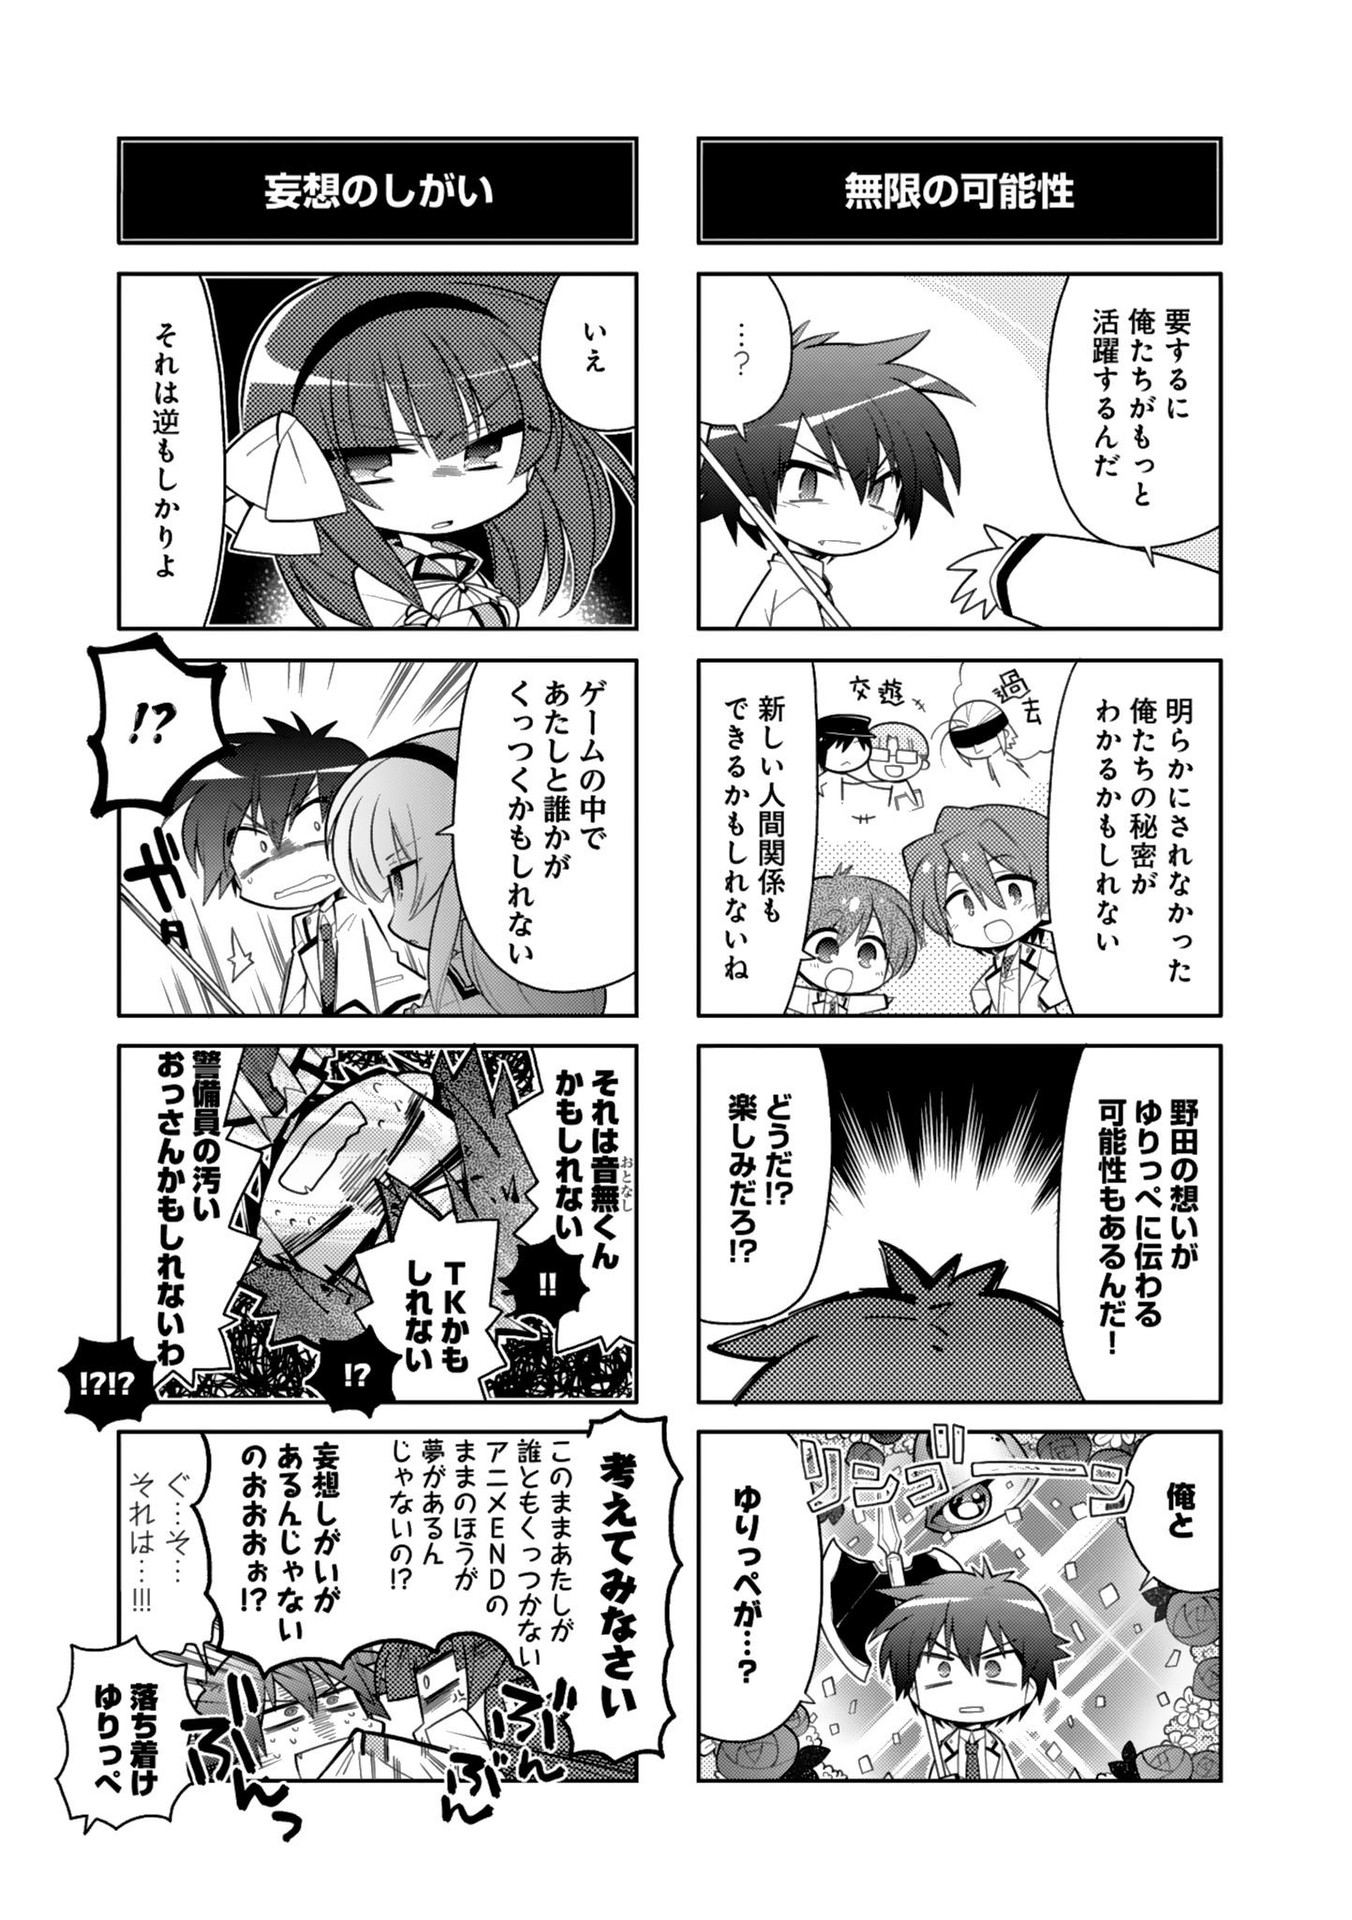 無限の可能性
要するに
俺たちがもっと
活躍するんだ
…?
明らかにされなかった
俺たちの秘密が
わかるかもしれない
過去
交遊
新しい人間関係も
できるかもしれないね
野田の想いが
ゆりっぺに伝わる
可能性もあるんだ!
どうだ!?
楽しみだろ!?
俺と
リンゴーン
ゆりっぺが…?
妄想のしがい
いえ
それは逆もしかりよ
ゲームの中で
あたしと誰かが
くっつくかもしれない
!?
ギクッ
それは音無くん
おとなし
かもしれない
!!
TKかも
しれない
!?
警備員の汚い
おっさんかもしれないわ
!?!?
考えてみなさい
このままあたしが
誰ともくっつかない
アニメENDの
ままのほうが
夢があるん
じゃないの!?
妄想しがいが
あるんじゃない
のおおおぉ!?
ぶんぶん
ぶんぶんっ
ぐ…そ…
それは…!!!
落ち着け
ゆりっぺ